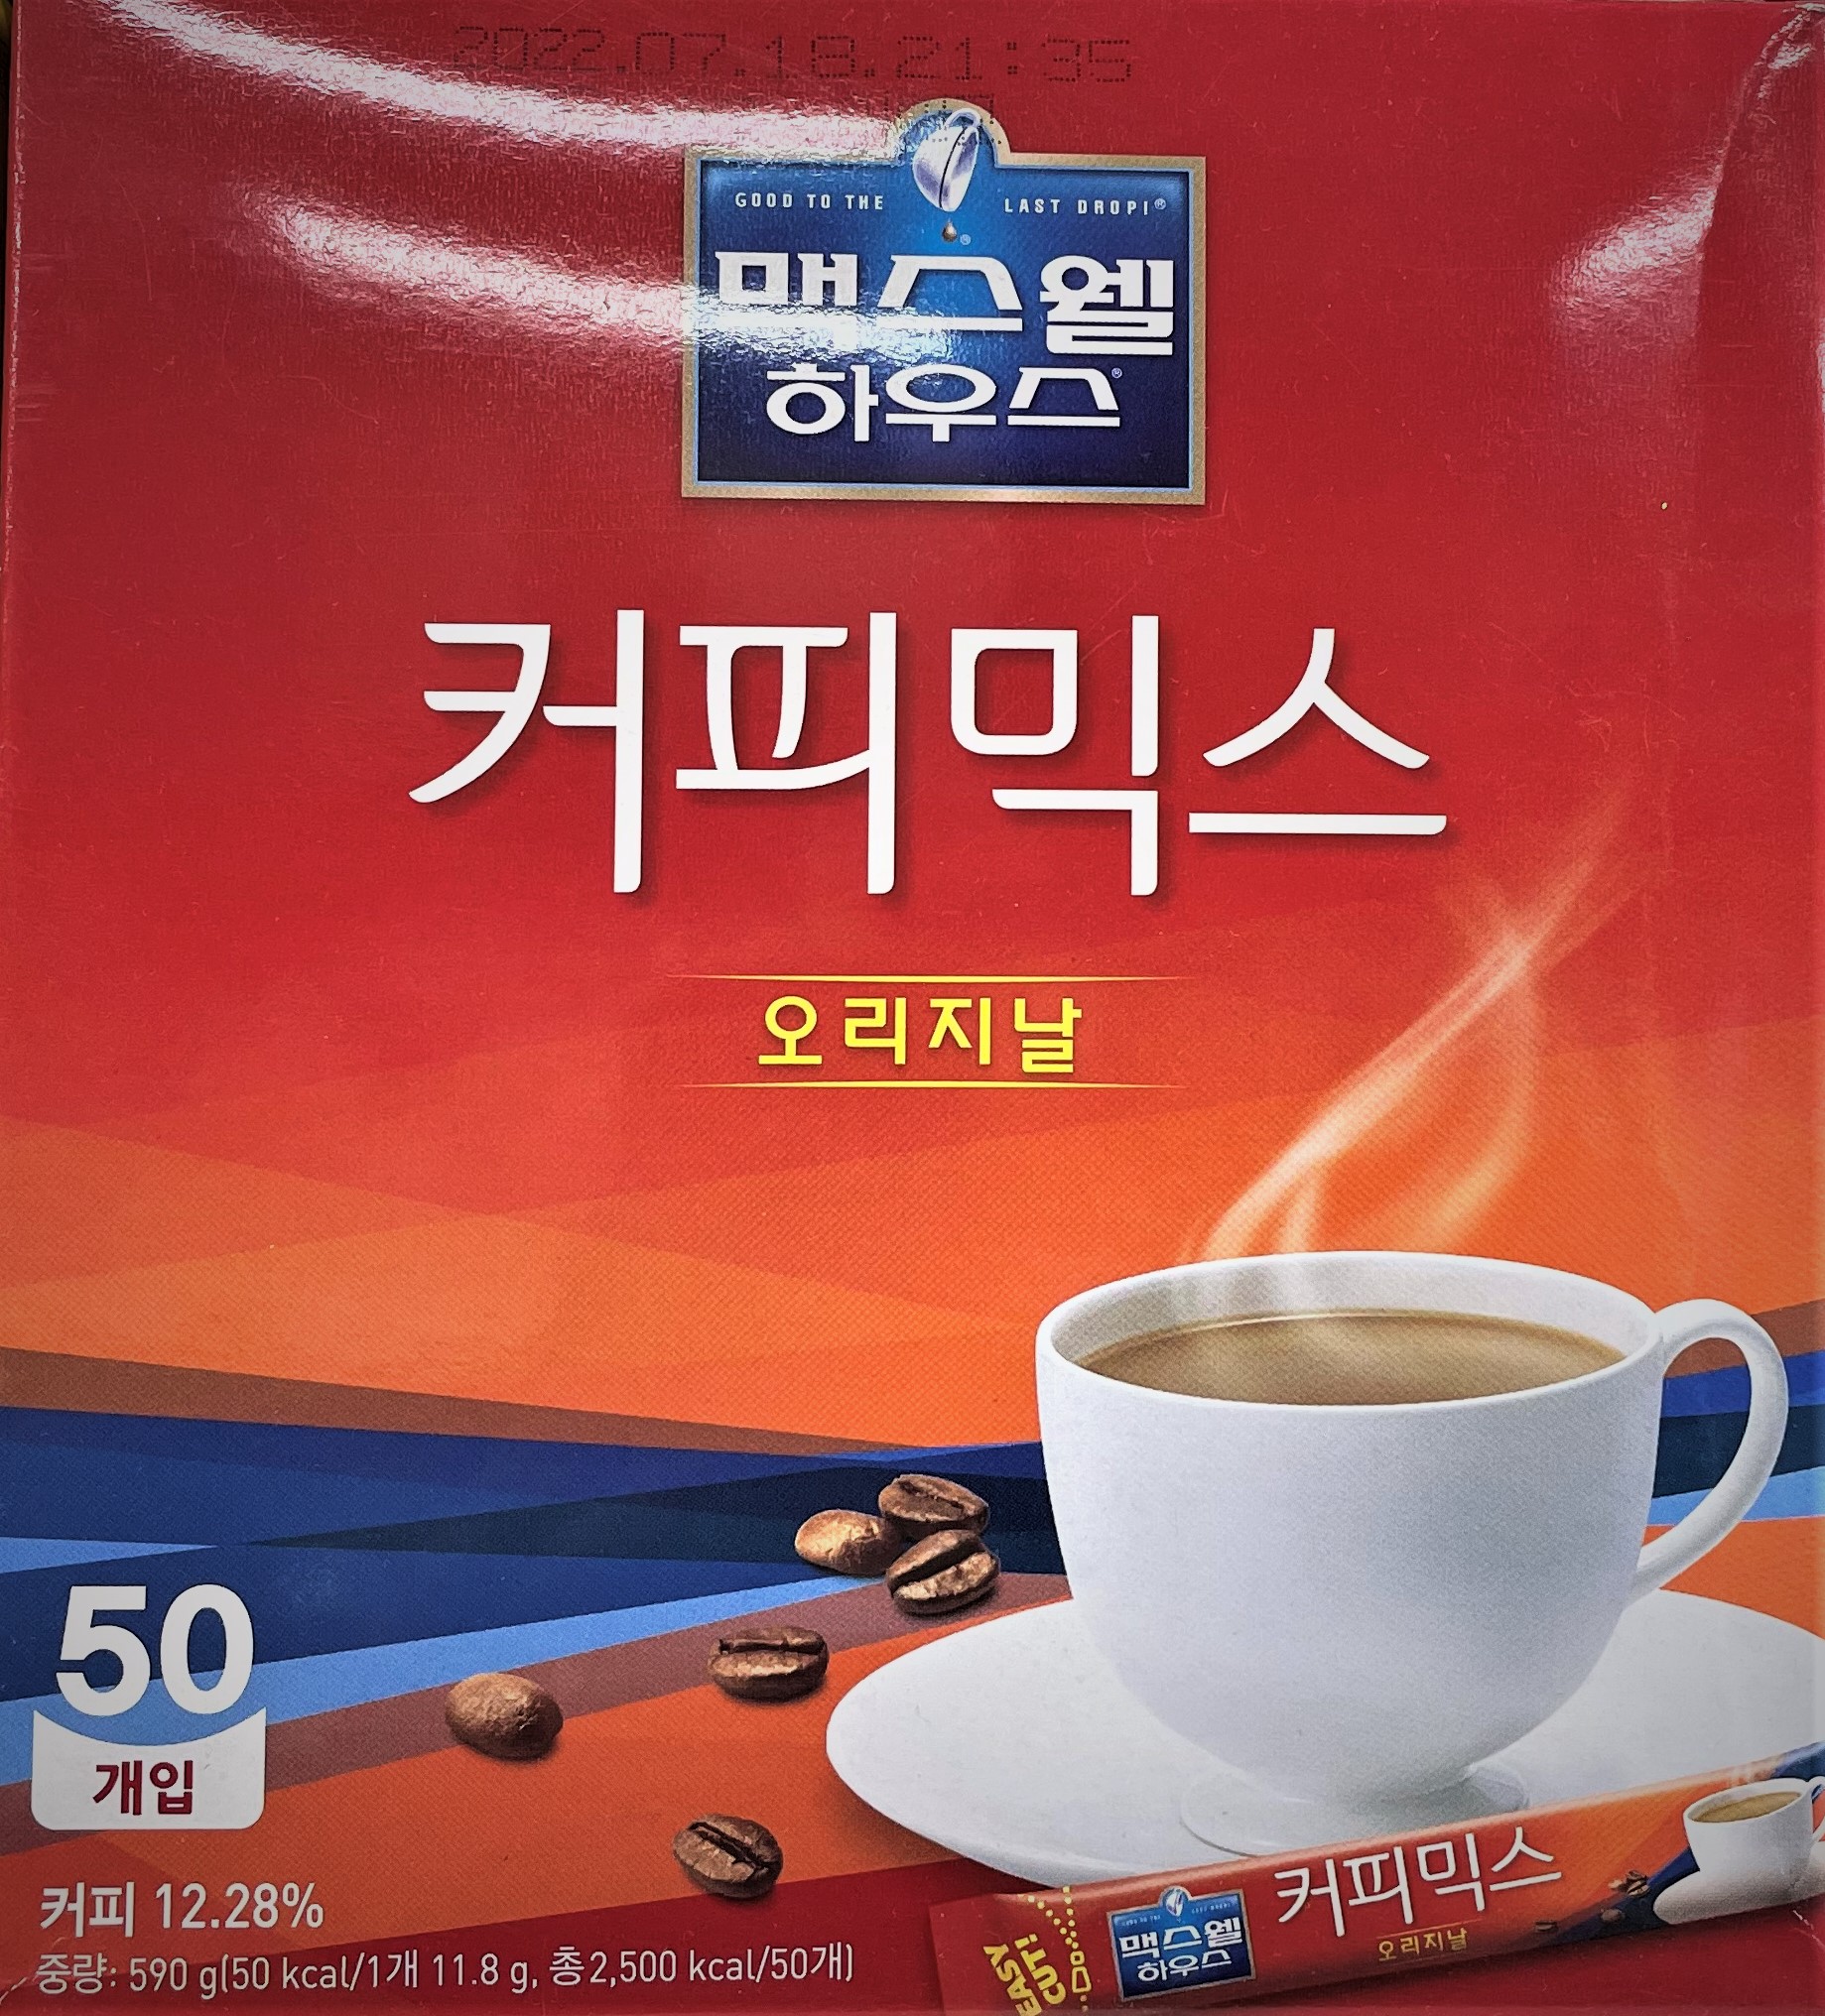 2022.07.18.21:35
GOOD TO THE LAST DROP!®
맥스웰
하우스®
커피믹스
오리지날
50
개입
커피 12.28%
중량: 590 g(50 kcal/1개 11.8 g, 총2,500 kcal/50개)
EASY
CUT!
맥스웰
하우스
커피믹스
오리지날